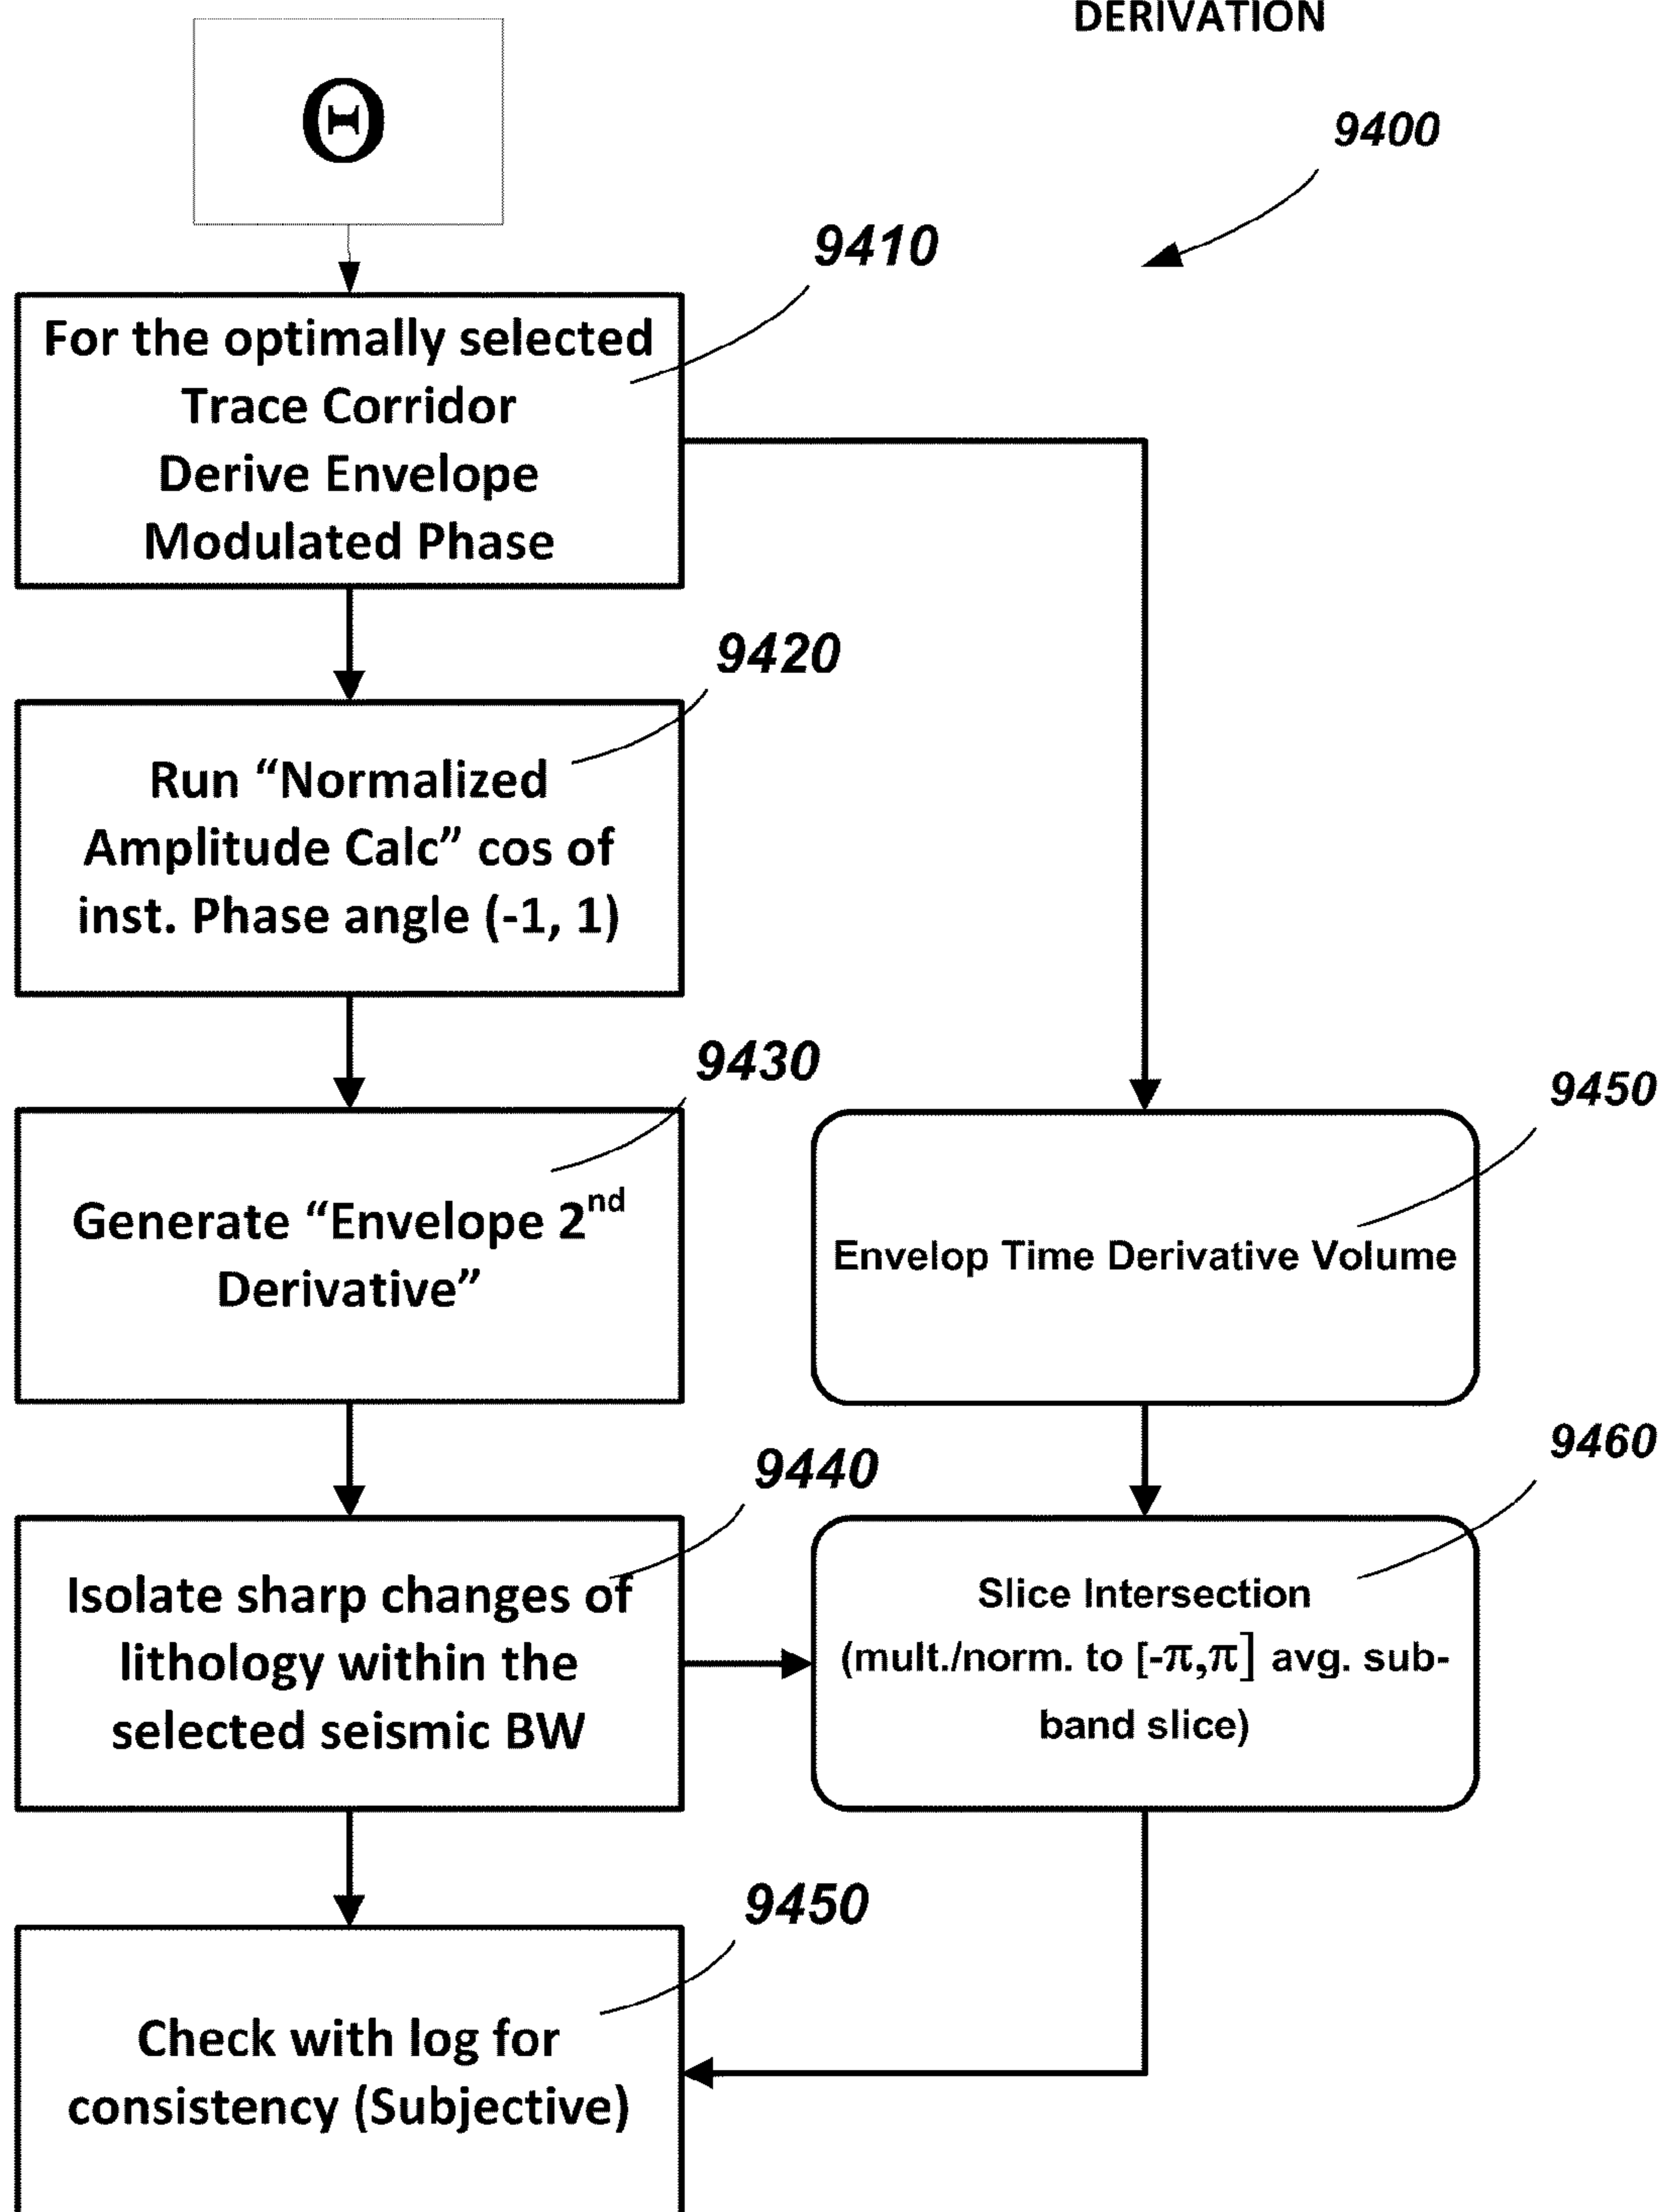 DERIVATION
Θ
9400
9410
For the optimally selected
Trace Corridor
Derive Envelope
Modulated Phase
9420
Run “Normalized
Amplitude Calc” cos of
inst. Phase angle (-1, 1)
9430
Generate “Envelope 2nd
Derivative”
9450
Envelop Time Derivative Volume
9440
Isolate sharp changes of
lithology within the
selected seismic BW
9460
Slice Intersection
(mult./norm. to [-π,π] avg. sub-
band slice)
9450
Check with log for
consistency (Subjective)